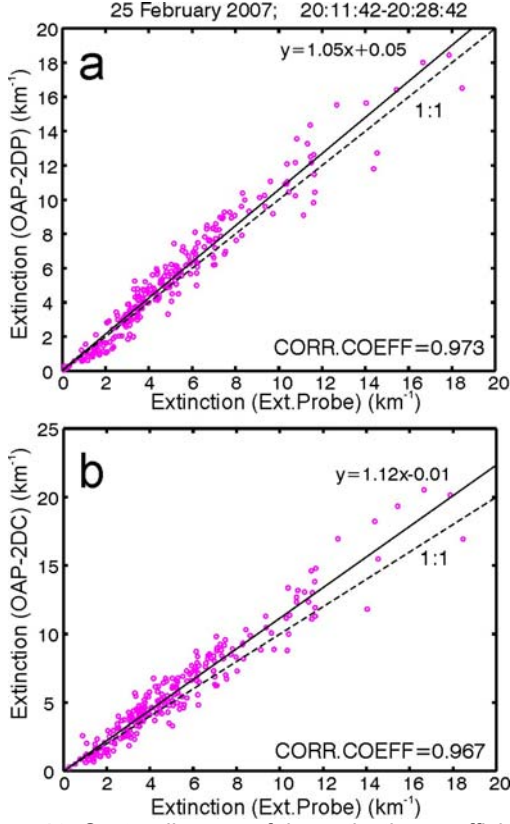 25 February 2007; 20:11:42-20:28:42
a
y=1.05x+0.05
1:1
CORR.COEFF=0.973
Extinction (OAP-2DP) (km⁻¹)
20
18
16
14
12
10
8
6
4
2
0
0 2 4 6 8 10 12 14 16 18 20
Extinction (Ext.Probe) (km⁻¹)
b
y=1.12x-0.01
1:1
CORR.COEFF=0.967
Extinction (OAP-2DC) (km⁻¹)
25
20
15
10
5
0
0 2 4 6 8 10 12 14 16 18 20
Extinction (Ext.Probe) (km⁻¹)